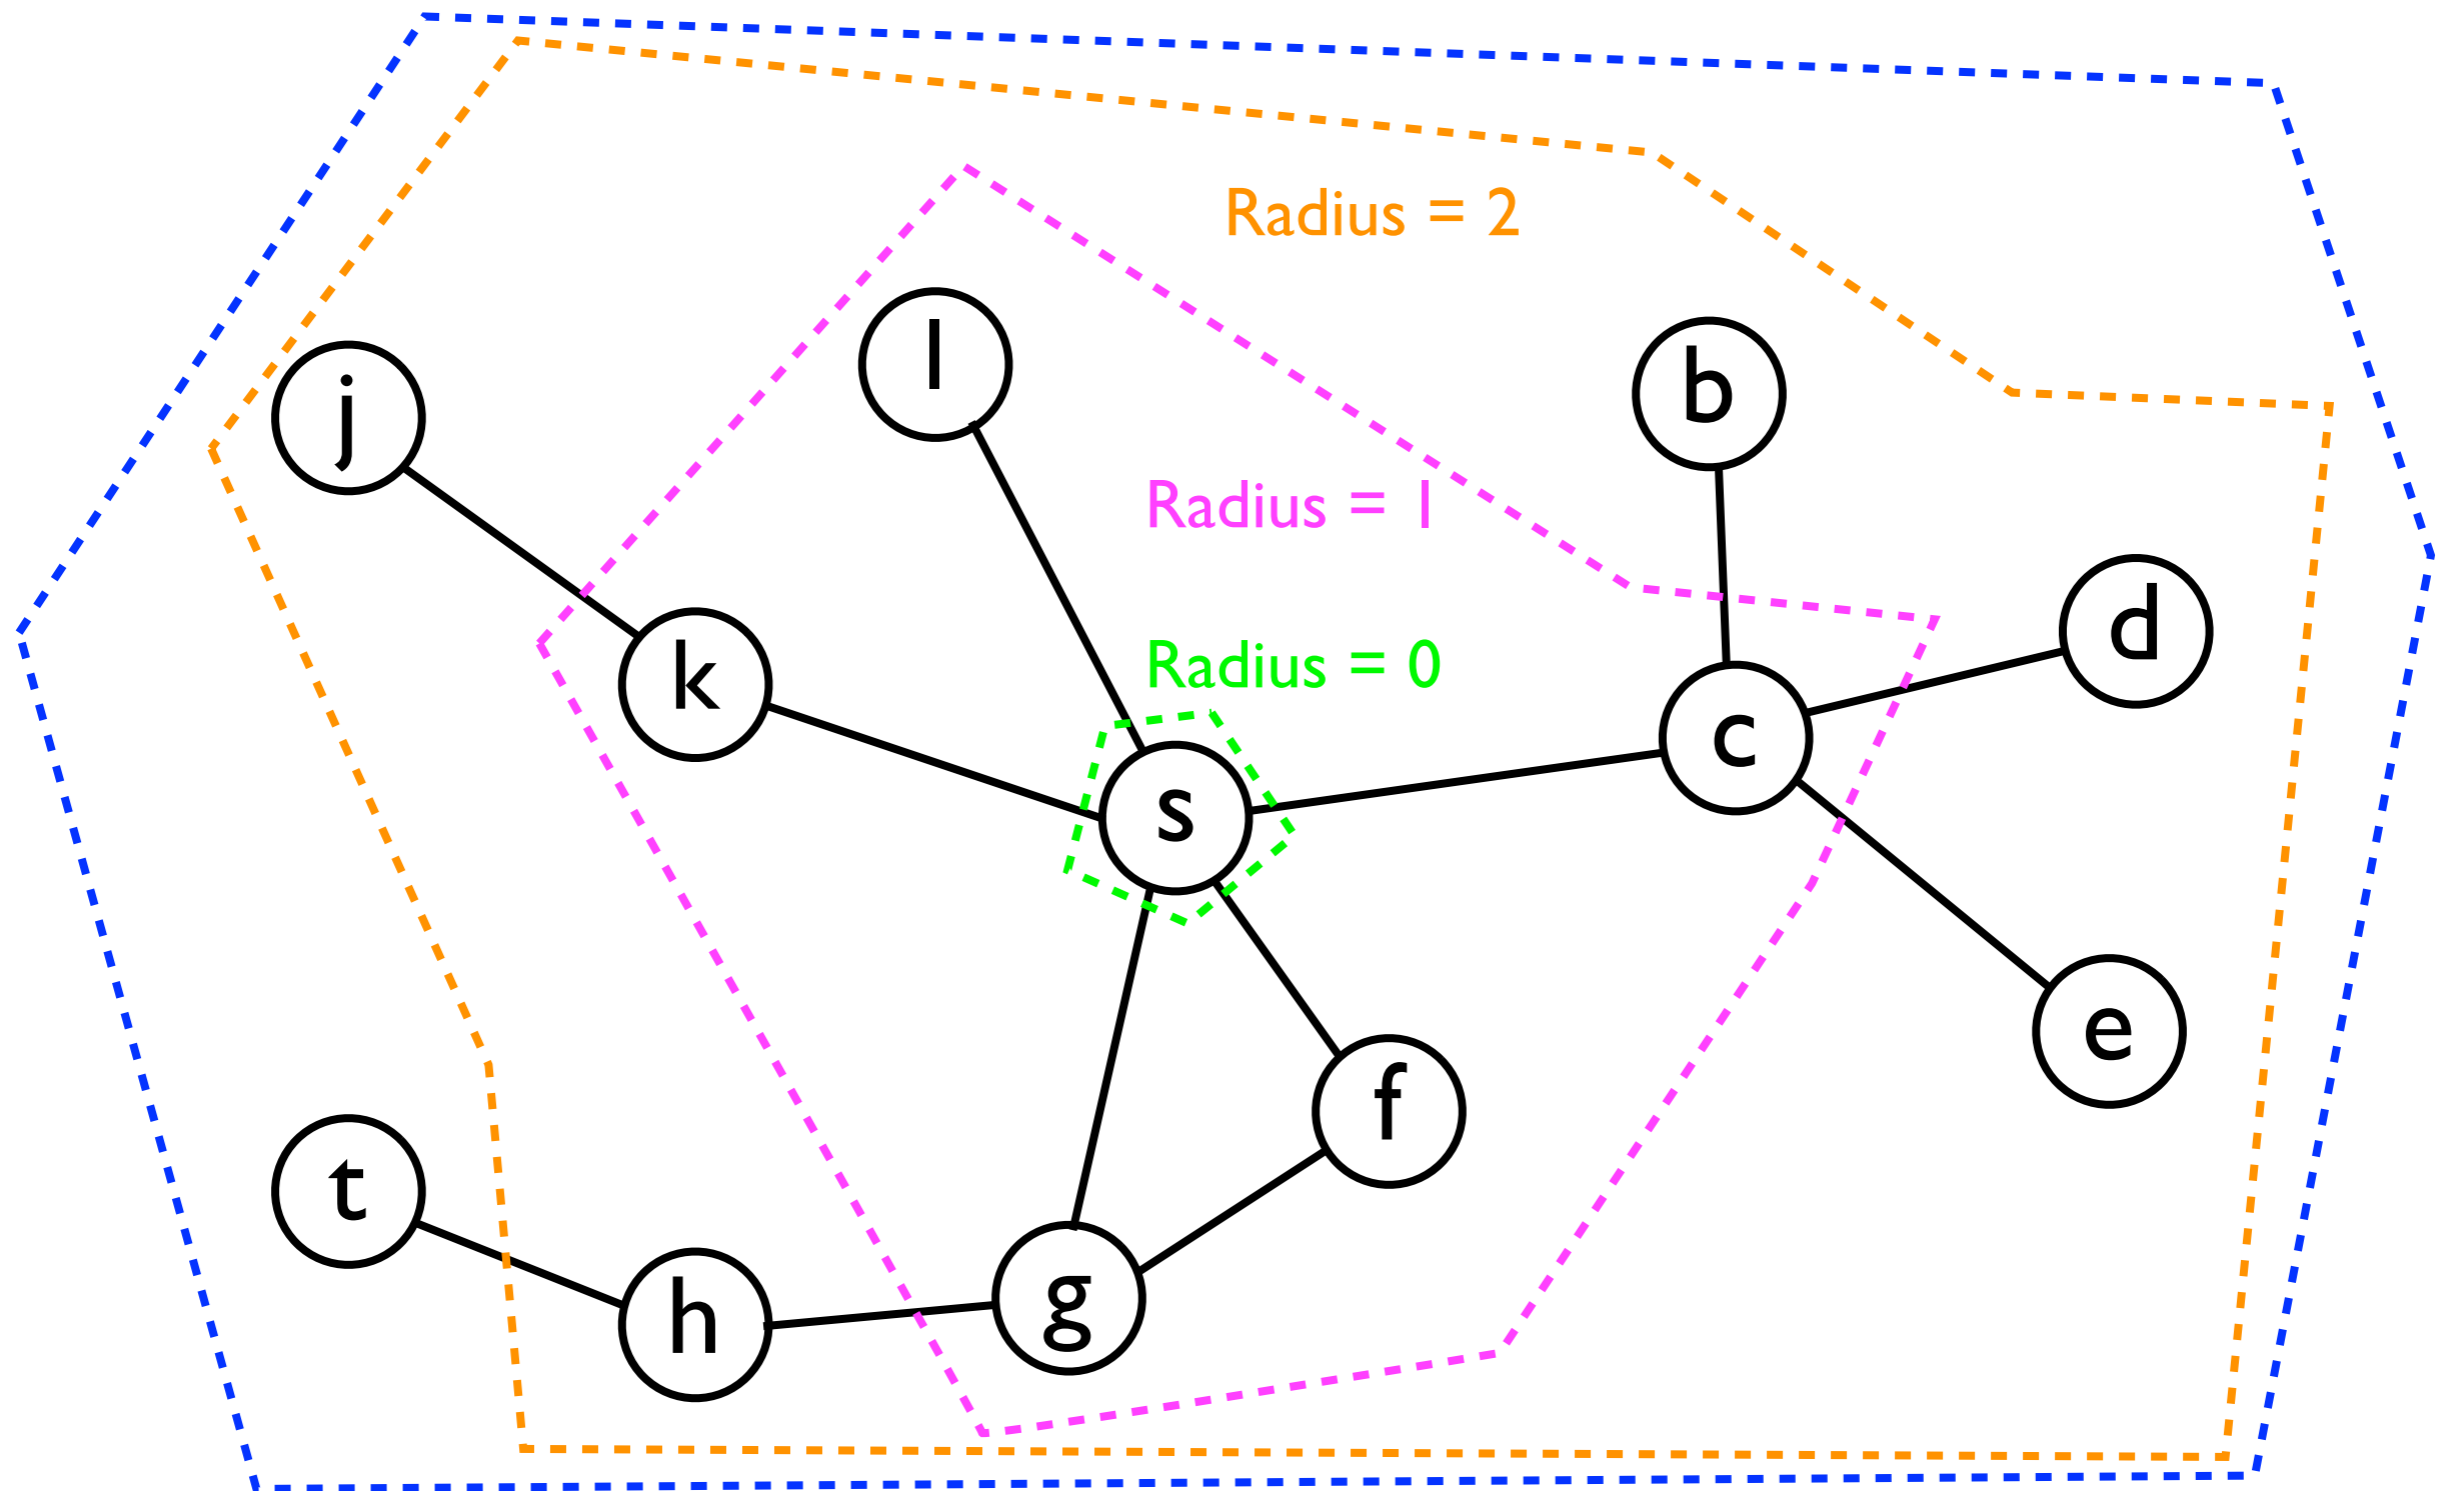 Radius = 2
l
b
j
Radius = 1
d
Radius = 0
k
c
s
e
f
t
g
h